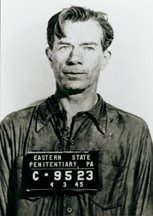 EASTERN STATE
PENITENTIARY, PA
C-9523
4 3 45